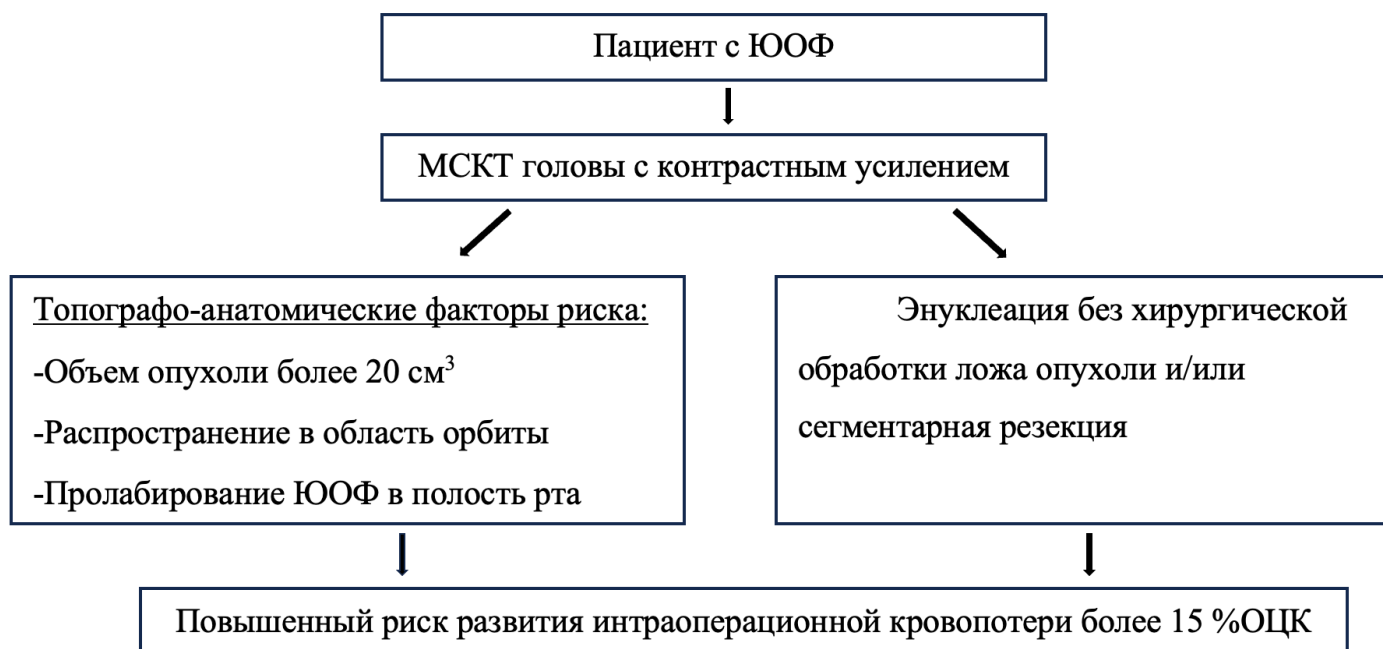 Пациент с ЮОФ
МСКТ головы с контрастным усилением
Топографо-анатомические факторы риска:
-Объем опухоли более 20 см³
-Распространение в область орбиты
-Пролабирование ЮОФ в полость рта
Энуклеация без хирургической
обработки ложа опухоли и/или
сегментарная резекция
Повышенный риск развития интраоперационной кровопотери более 15 %ОЦК